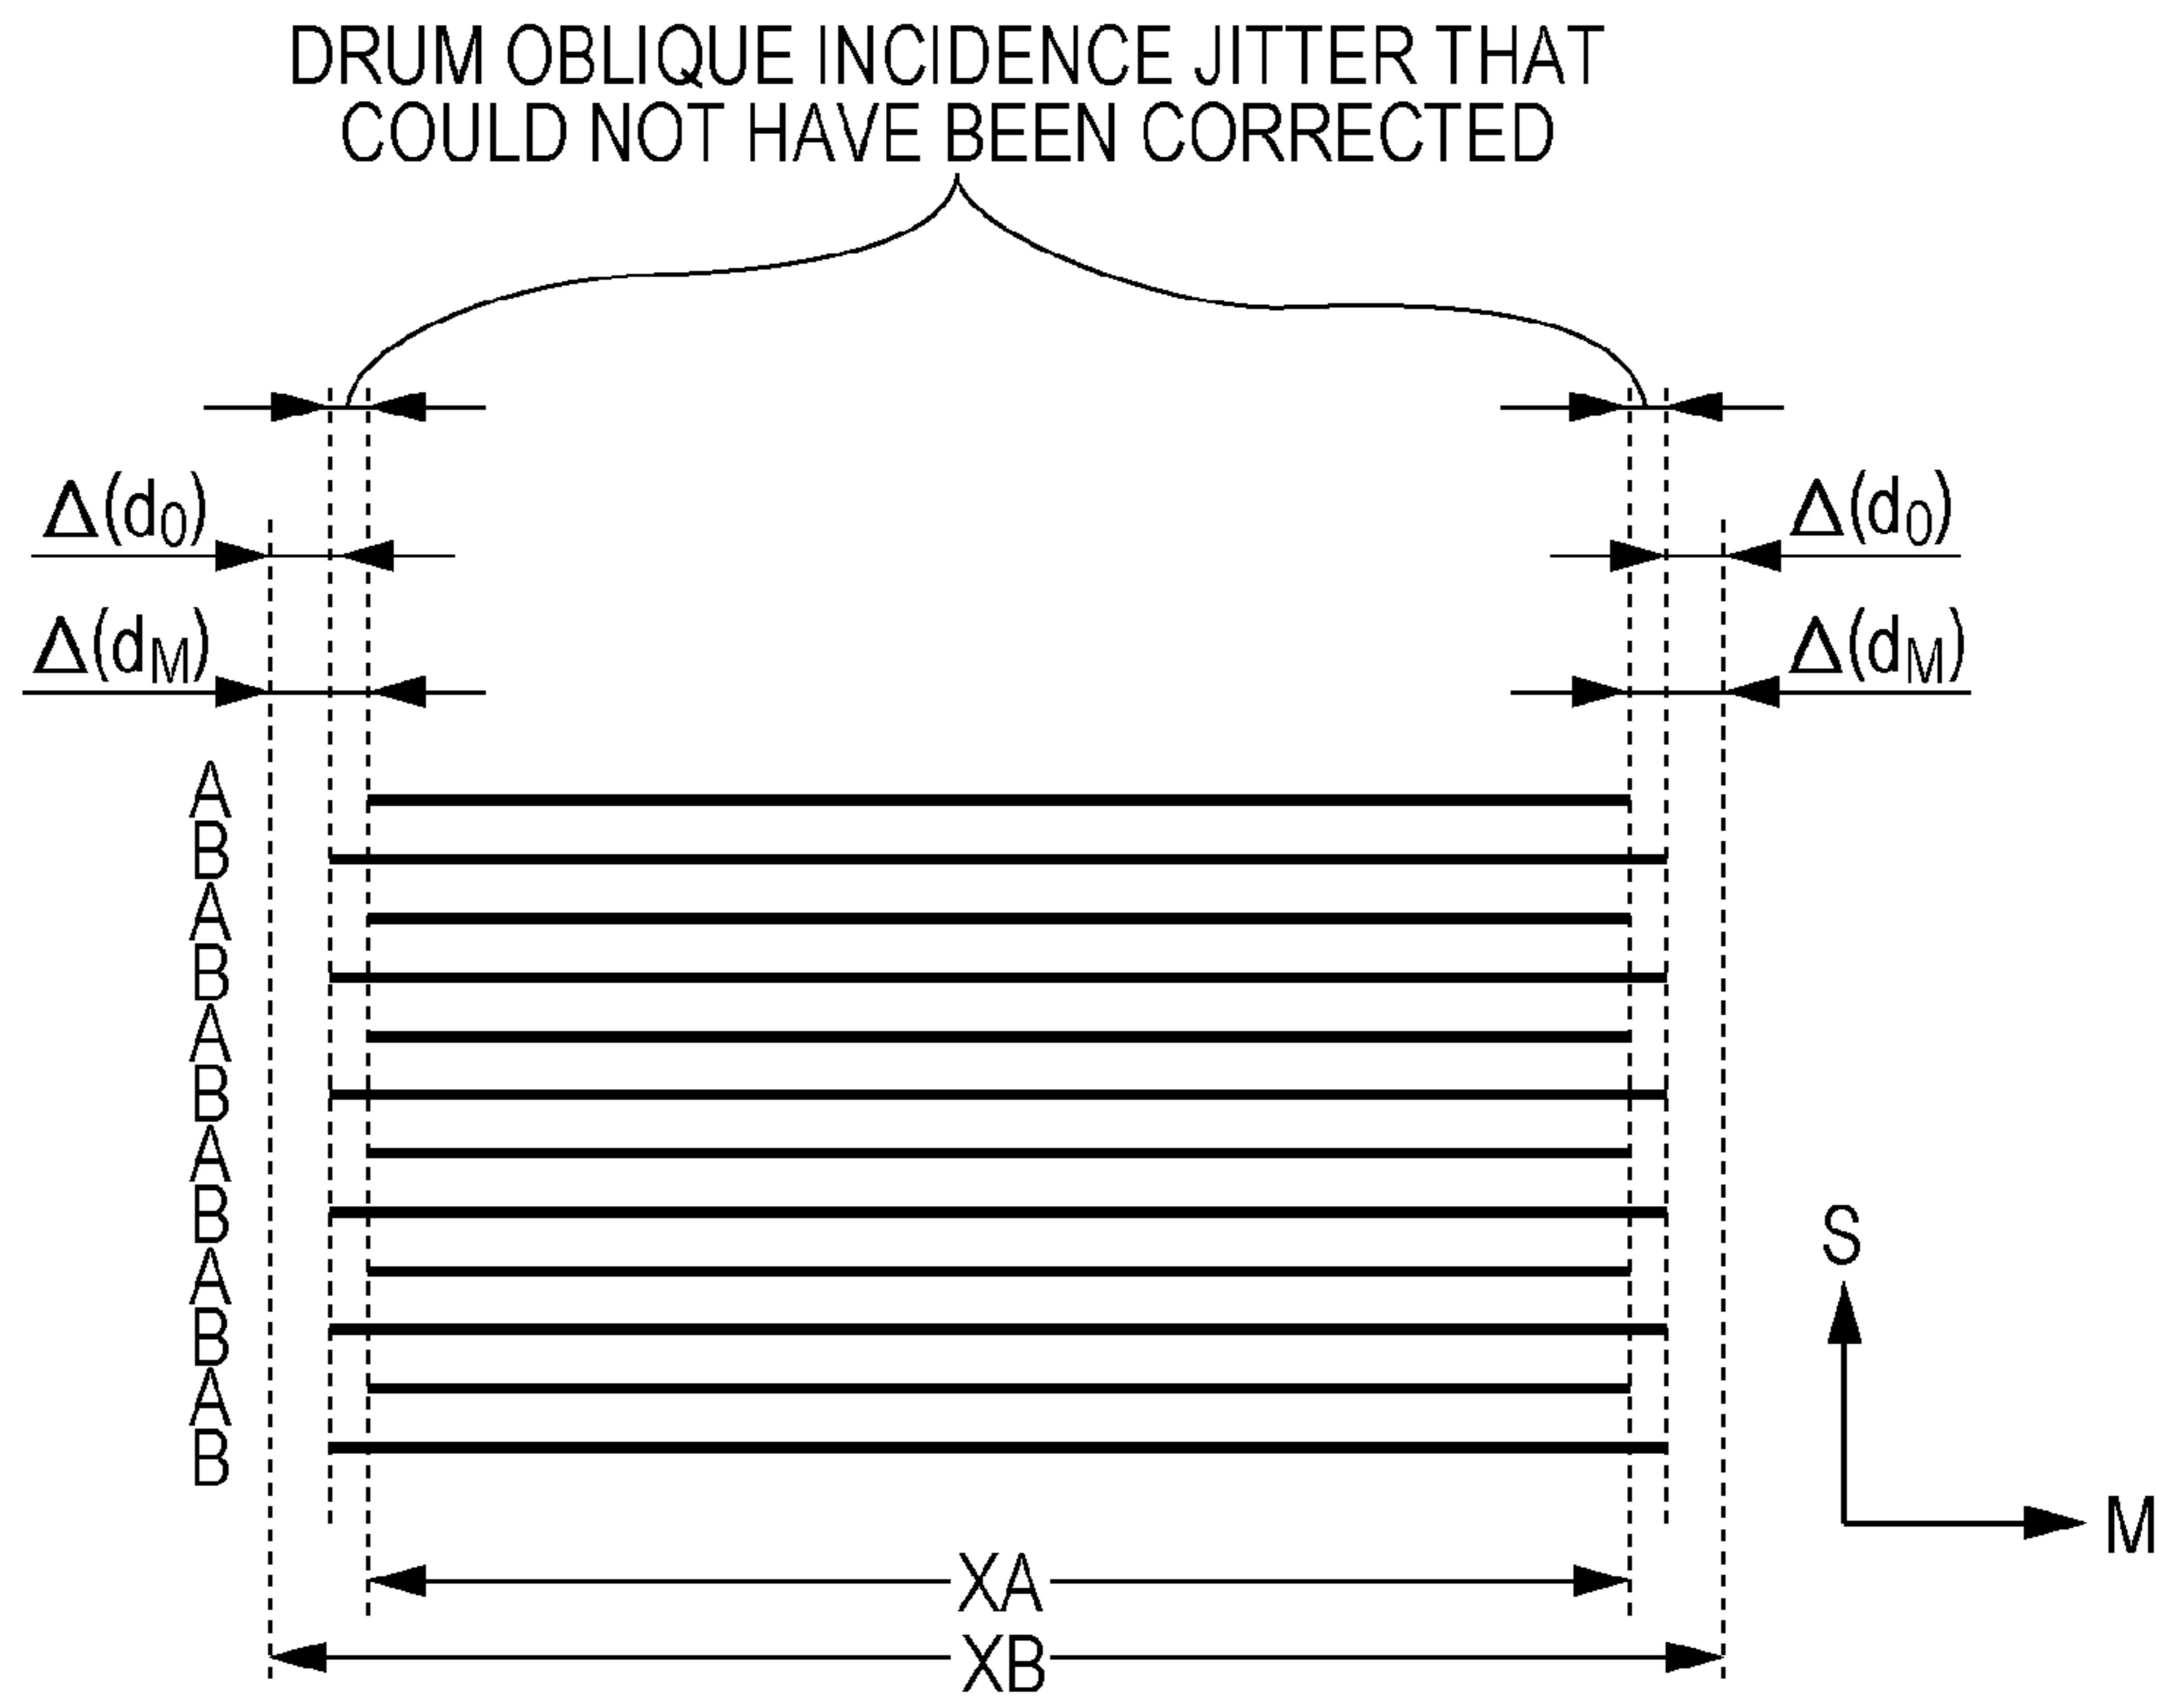 DRUM OBLIQUE INCIDENCE JITTER THAT
COULD NOT HAVE BEEN CORRECTED
Δ(d0) Δ(d0)
Δ(dM) Δ(dM)
A
B
A
B
A
B
A
B
A
B
A
B
S
M
XA
XB